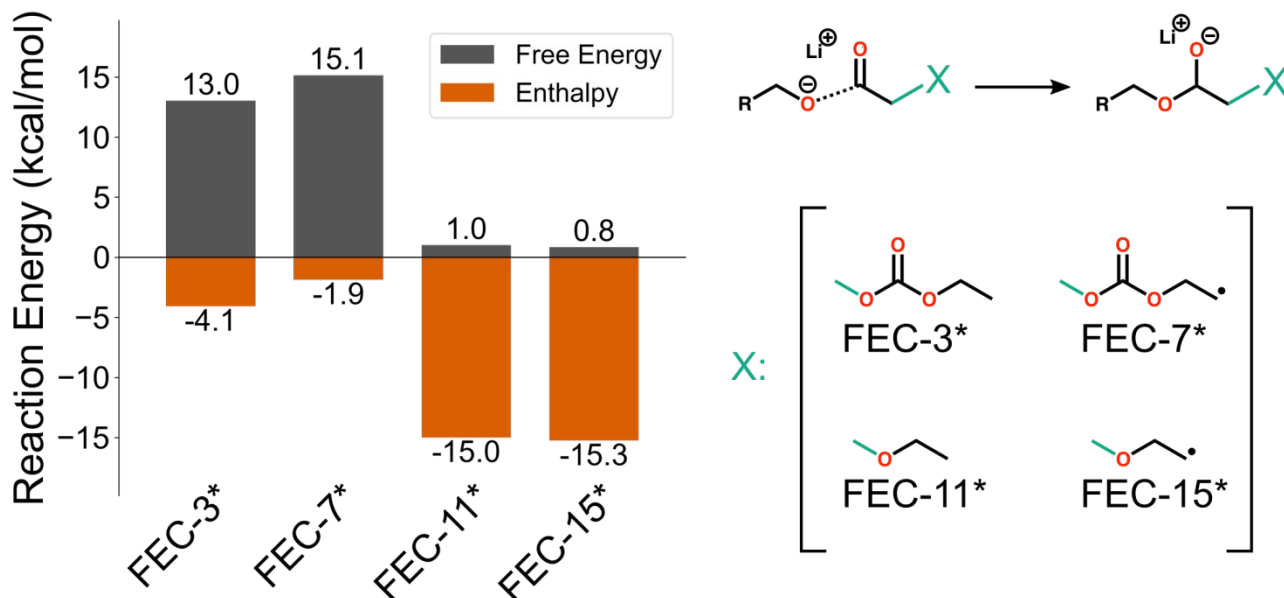 Reaction Energy (kcal/mol)
15
10
5
0
−5
−10
−15
Free Energy
Enthalpy
13.0
15.1
1.0
0.8
-4.1
-1.9
-15.0
-15.3
FEC-3*
FEC-7*
FEC-11*
FEC-15*
Li⊕
O
R
O⊖
X
Li⊕
O⊖
R
O
X
X:
O
O
O
FEC-3*
O
O
O
FEC-7*
O
FEC-11*
O
FEC-15*